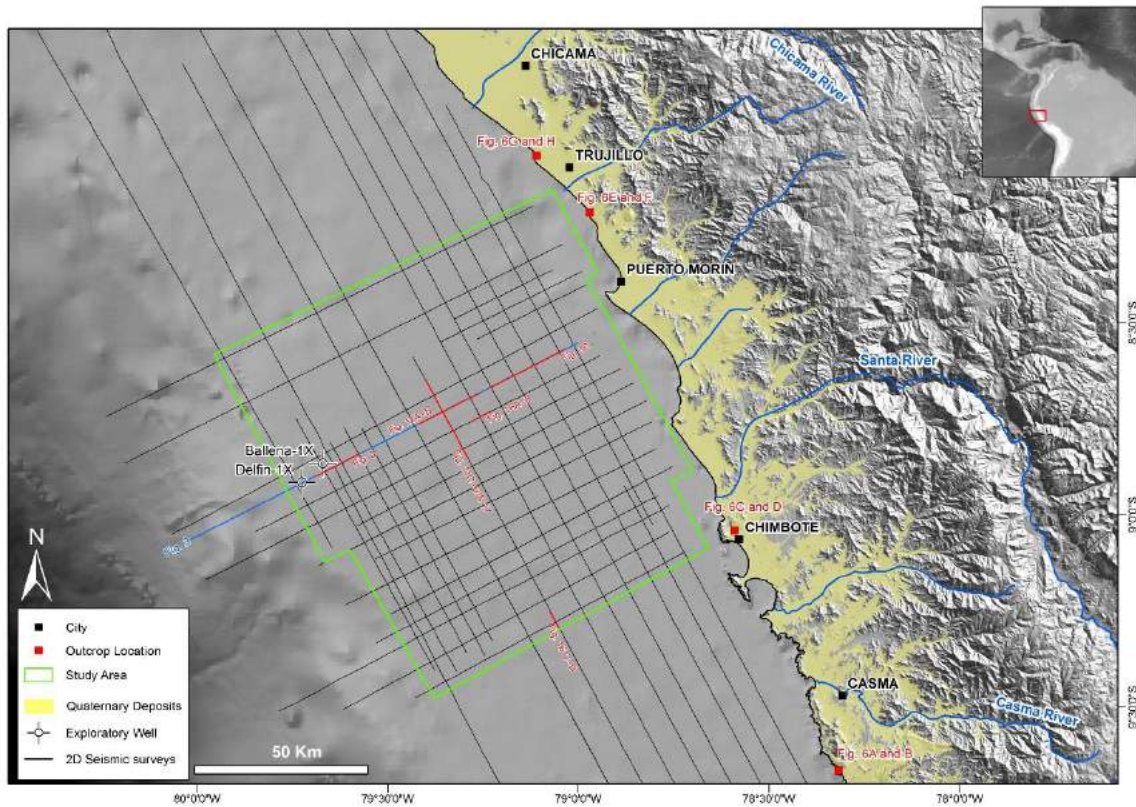 CHICAMA
Chicama River
Fig. 6G and H
TRUJILLO
Fig. 6E and F
PUERTO MORIN
8°30'0"S
Santa River
Ballena-1X
Delfin-1X
Fig. 6C and D
CHIMBOTE
9°0'0"S
Fig. 3
N
CASMA
Casma River
9°30'0"S
Fig. 6A and B
City
Outcrop Location
Study Area
Quaternary Deposits
Exploratory Well
2D Seismic surveys
50 Km
80°0'0"W
79°30'0"W
79°0'0"W
78°30'0"W
78°0'0"W